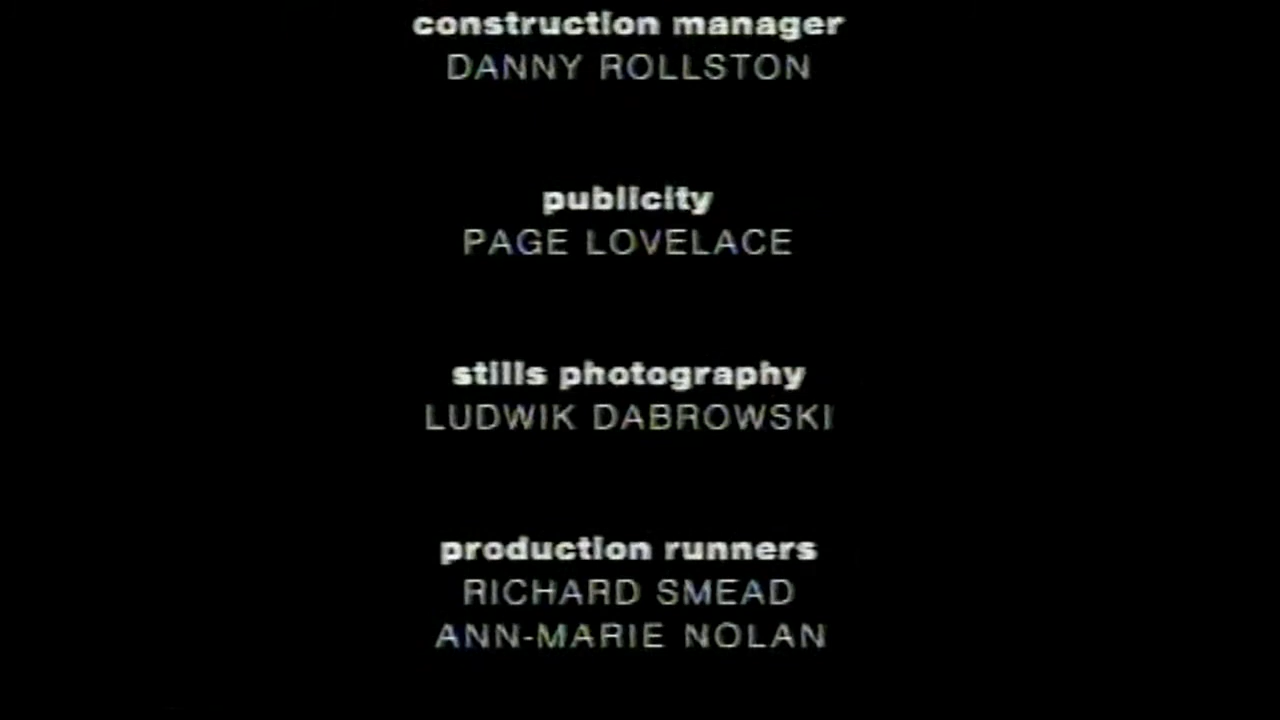 construction manager
DANNY ROLLSTON
publicity
PAGE LOVELACE
stills photography
LUDWIK DABROWSKI
production runners
RICHARD SMEAD
ANN-MARIE NOLAN